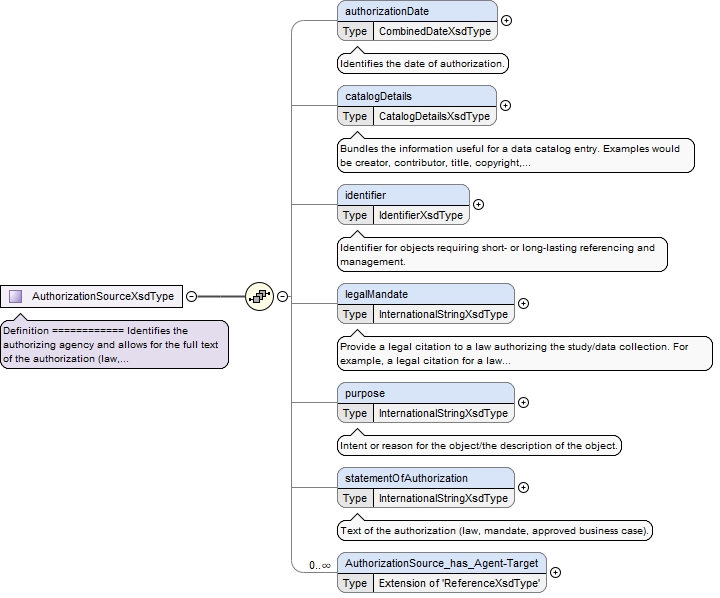 authorizationDate
Type CombinedDateXsdType
Identifies the date of authorization.
catalogDetails
Type CatalogDetailsXsdType
Bundles the information useful for a data catalog entry. Examples would
be creator, contributor, title, copyright,...
identifier
Type IdentifierXsdType
Identifier for objects requiring short- or long-lasting referencing and
management.
AuthorizationSourceXsdType
Definition ============ Identifies the
authorizing agency and allows for the full text
of the authorization (law,...
legalMandate
Type InternationalStringXsdType
Provide a legal citation to a law authorizing the study/data collection. For
example, a legal citation for a law...
purpose
Type InternationalStringXsdType
Intent or reason for the object/the description of the object.
statementOfAuthorization
Type InternationalStringXsdType
Text of the authorization (law, mandate, approved business case).
0..∞
AuthorizationSource_has_Agent-Target
Type Extension of 'ReferenceXsdType'